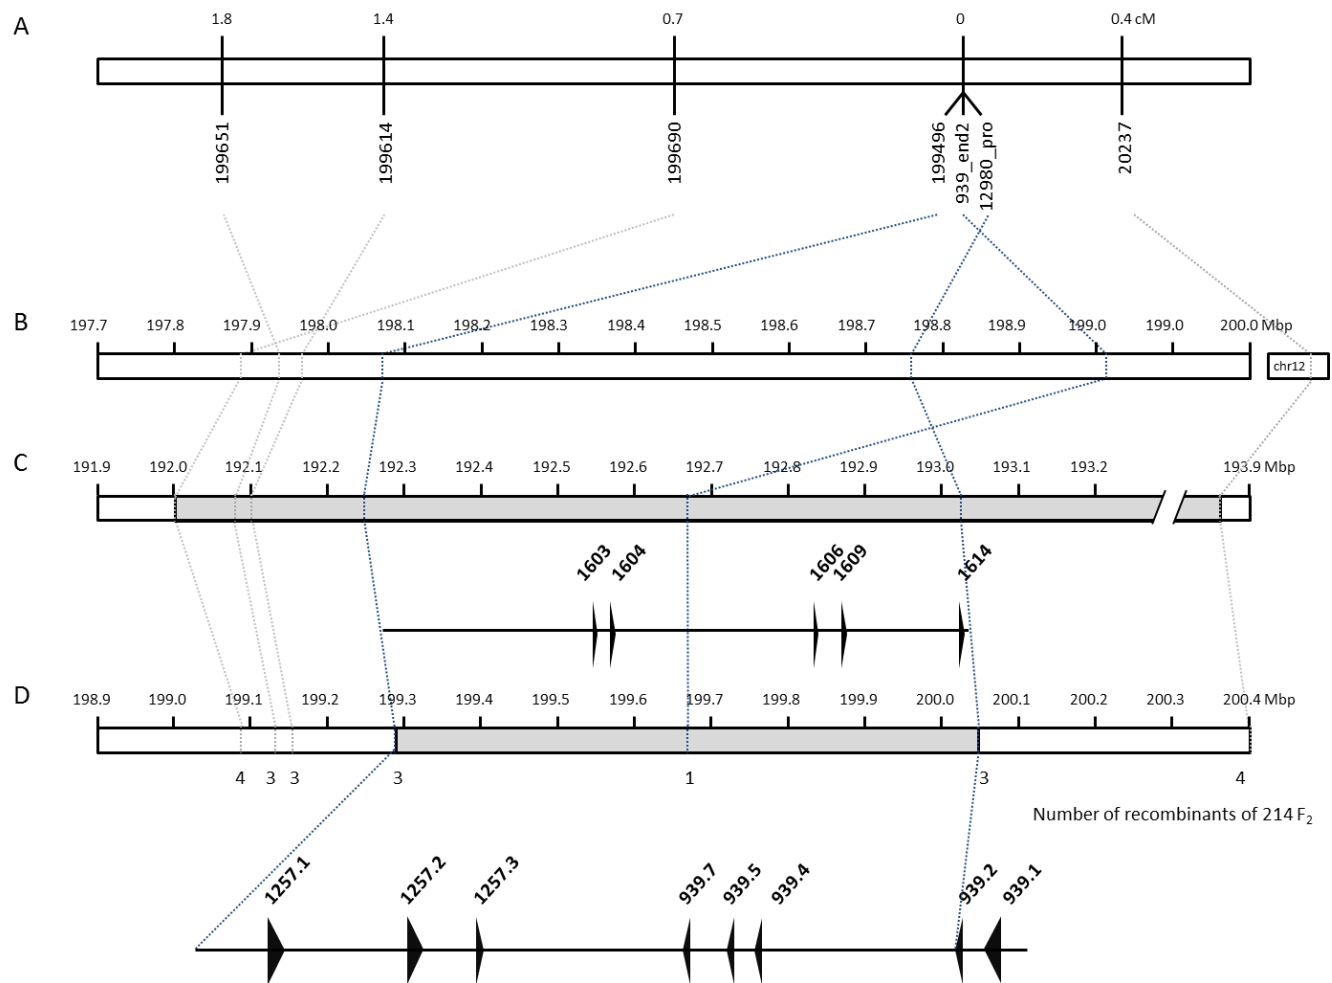 A
1.8 1.4 0.7 0 0.4 cM
199651 199614 199690 199496 939_end2 12980_pro 20237
B
197.7 197.8 197.9 198.0 198.1 198.2 198.3 198.4 198.5 198.6 198.7 198.8 198.9 199.0 199.0 200.0 Mbp
chr12
C
191.9 192.0 192.1 192.2 192.3 192.4 192.5 192.6 192.7 192.8 192.9 193.0 193.1 193.2 193.9 Mbp
1603 1604 1606 1609 1614
D
198.9 199.0 199.1 199.2 199.3 199.4 199.5 199.6 199.7 199.8 199.9 200.0 200.1 200.2 200.3 200.4 Mbp
4 3 3 3 1 3 4
Number of recombinants of 214 F2
1257.1 1257.2 1257.3 939.7 939.5 939.4 939.2 939.1